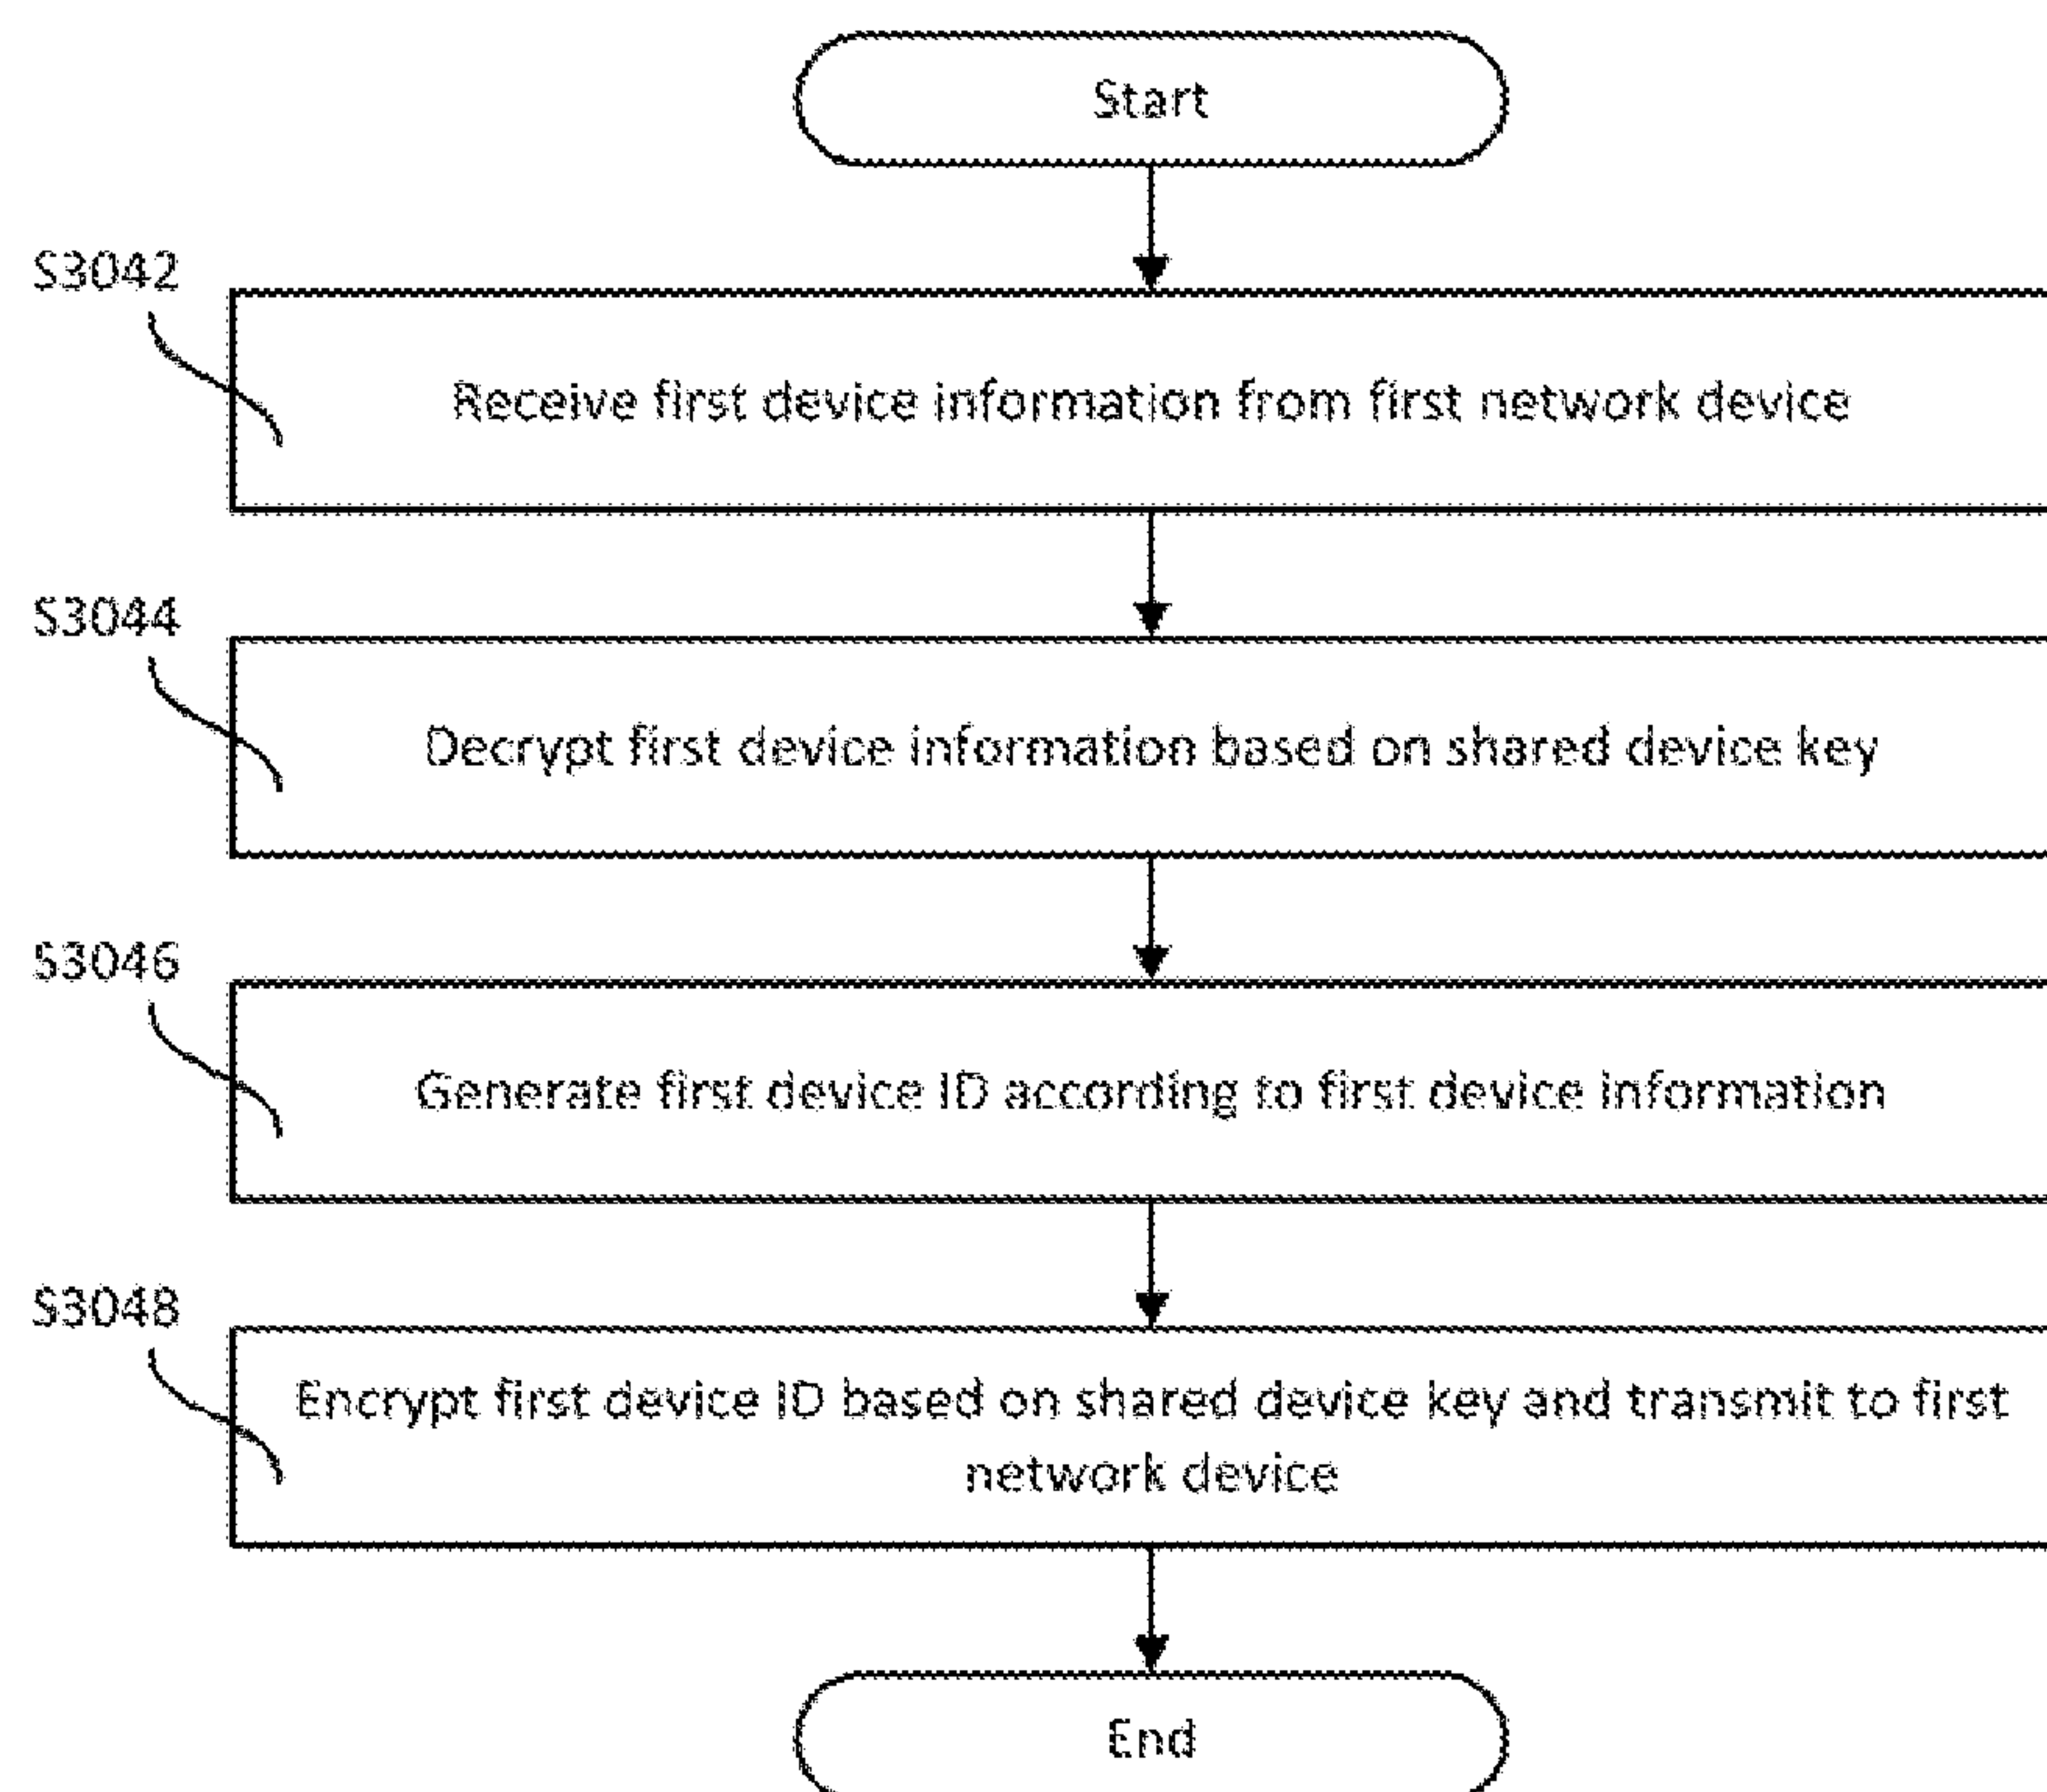 Start
S3042
Receive first device information from first network device
S3044
Decrypt first device information based on shared device key
S3046
Generate first device ID according to first device information
S3048
Encrypt first device ID based on shared device key and transmit to first
network device
End